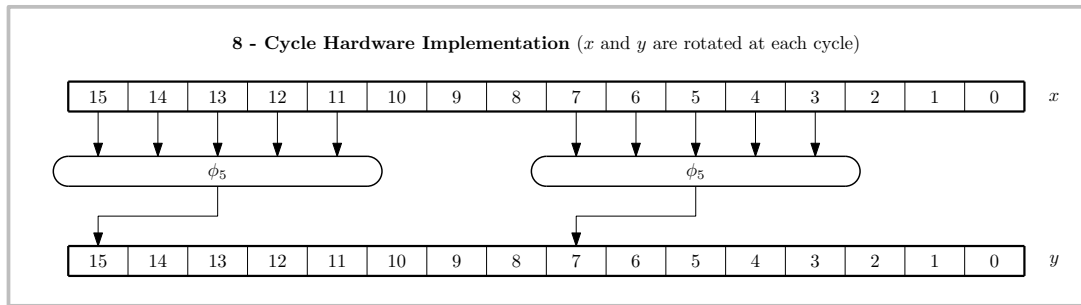 8 - Cycle Hardware Implementation (x and y are rotated at each cycle)
15 14 13 12 11 10 9 8 7 6 5 4 3 2 1 0 x
ϕ5 ϕ5
15 14 13 12 11 10 9 8 7 6 5 4 3 2 1 0 y